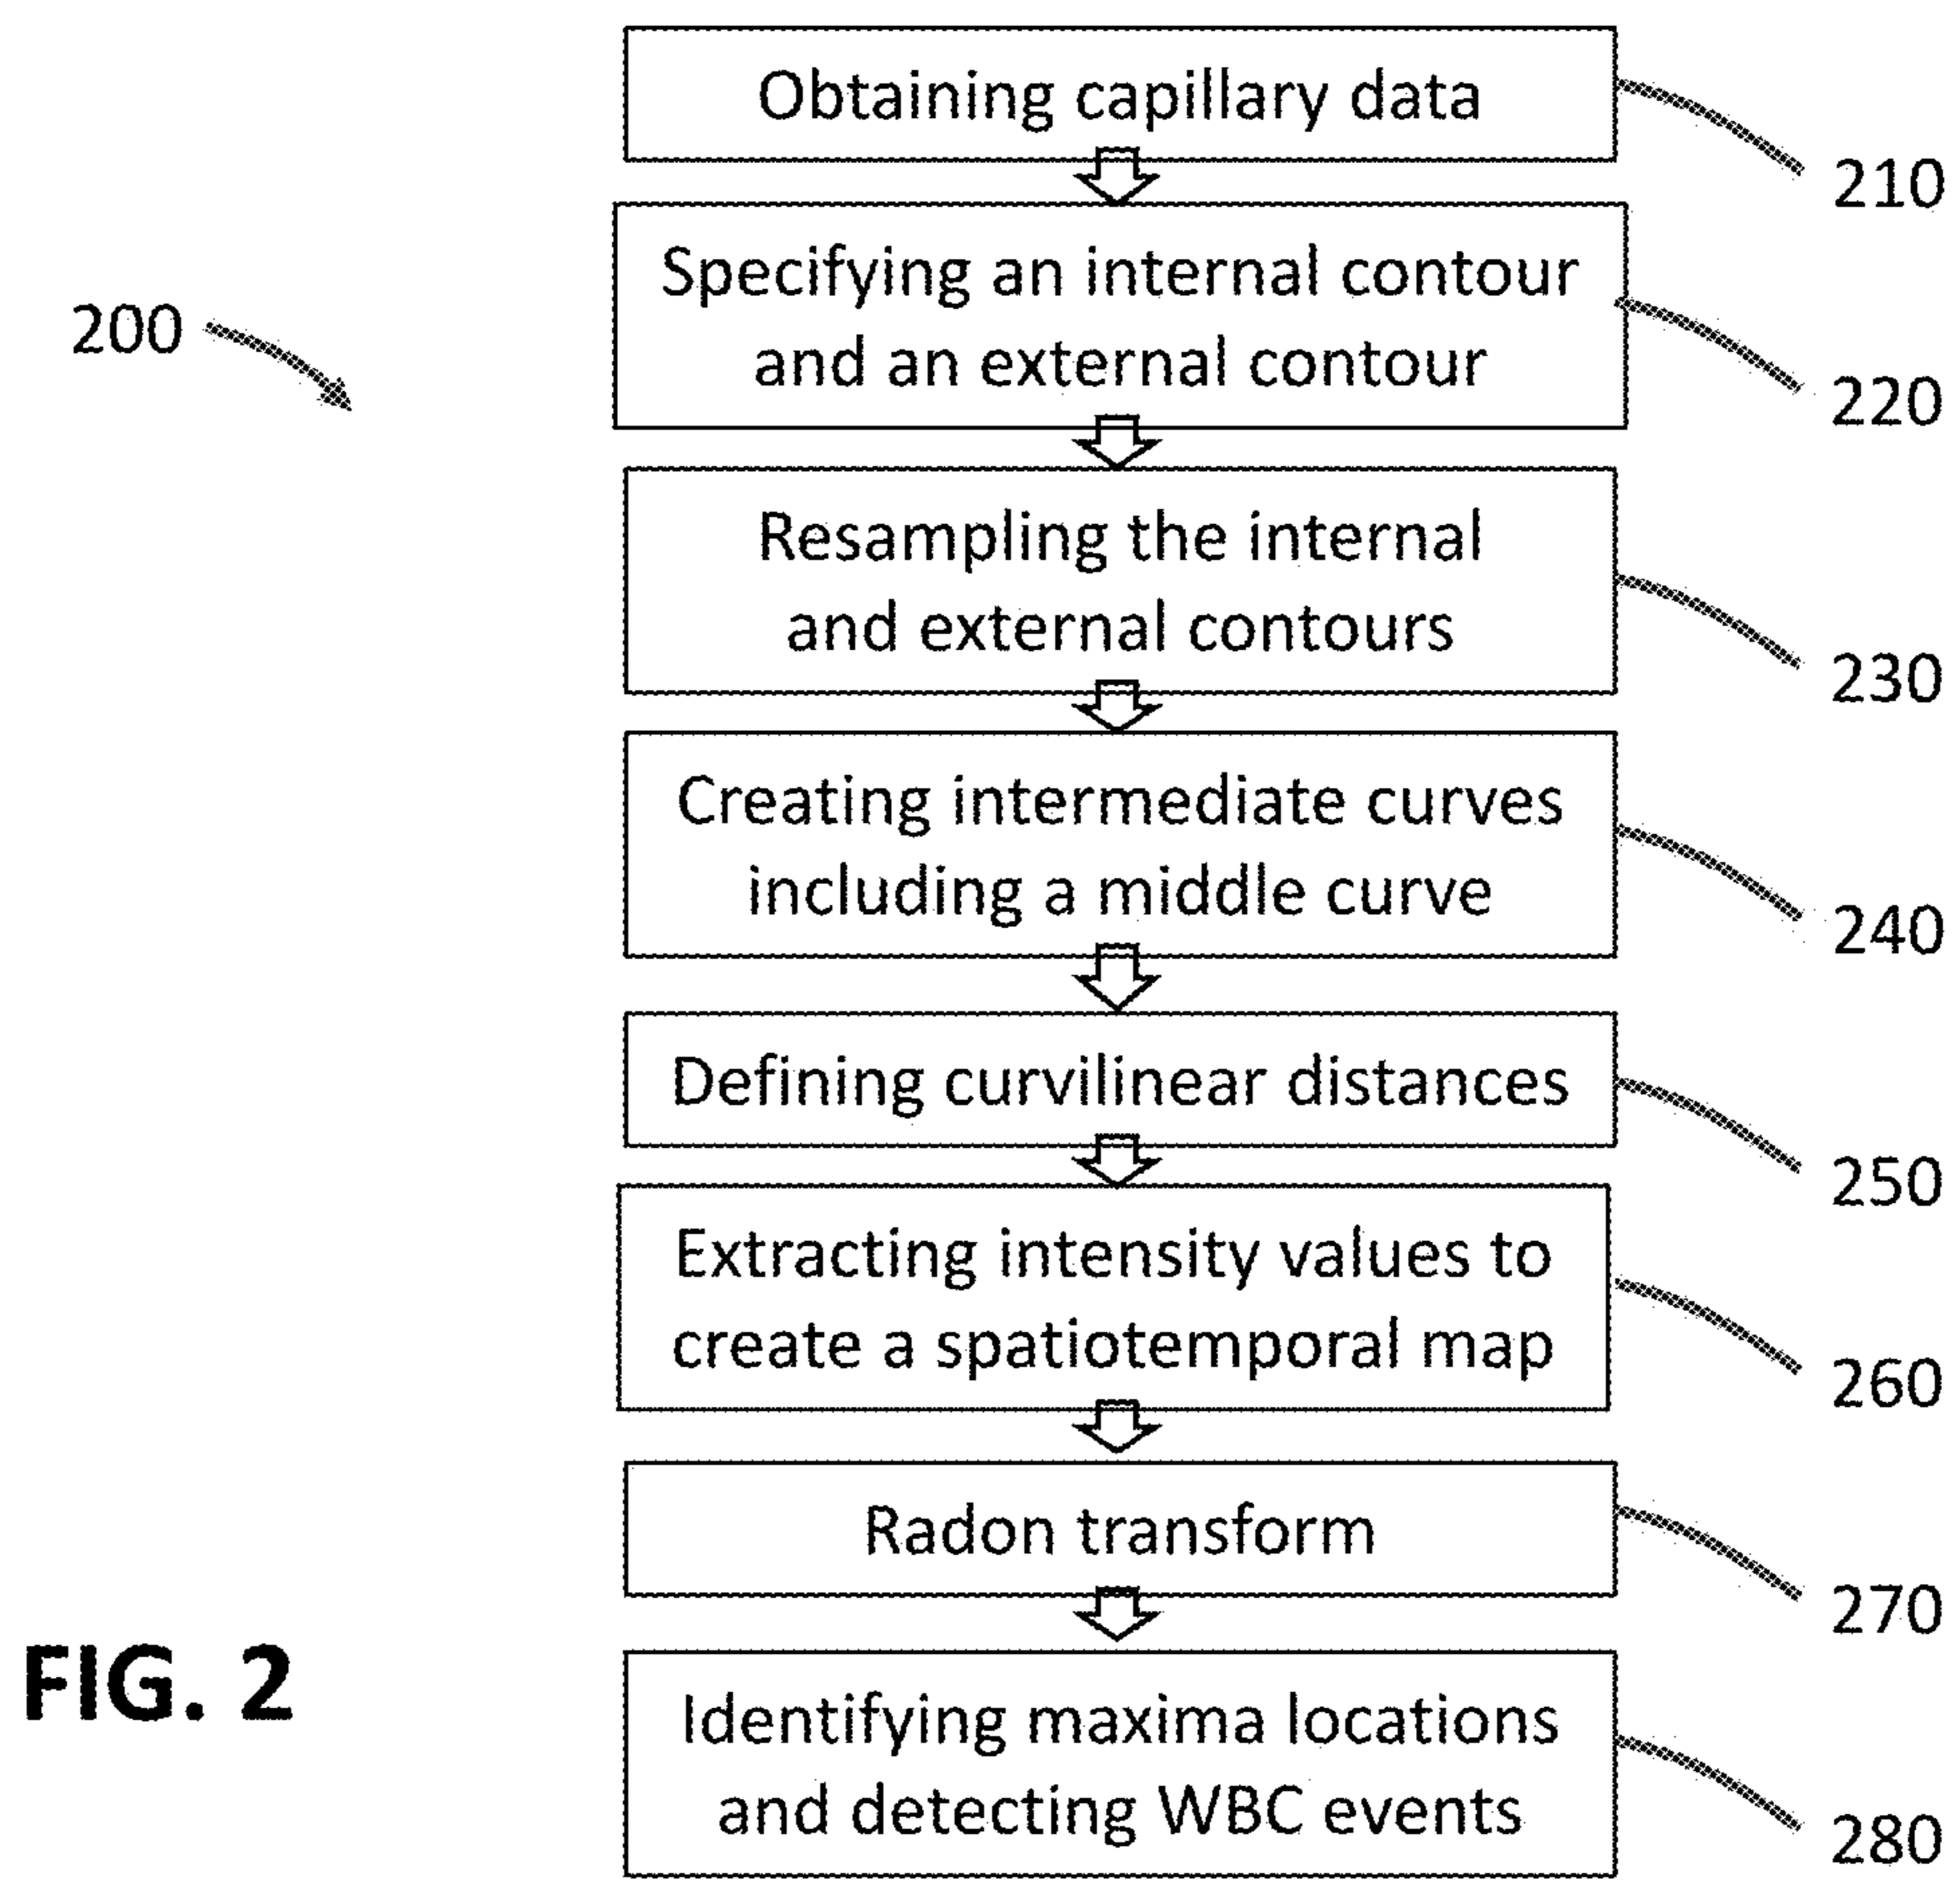 Obtaining capillary data
210
Specifying an internal contour
and an external contour
220
200
Resampling the internal
and external contours
230
Creating intermediate curves
including a middle curve
240
Defining curvilinear distances
250
Extracting intensity values to
create a spatiotemporal map
260
Radon transform
270
Identifying maxima locations
and detecting WBC events
280
FIG. 2